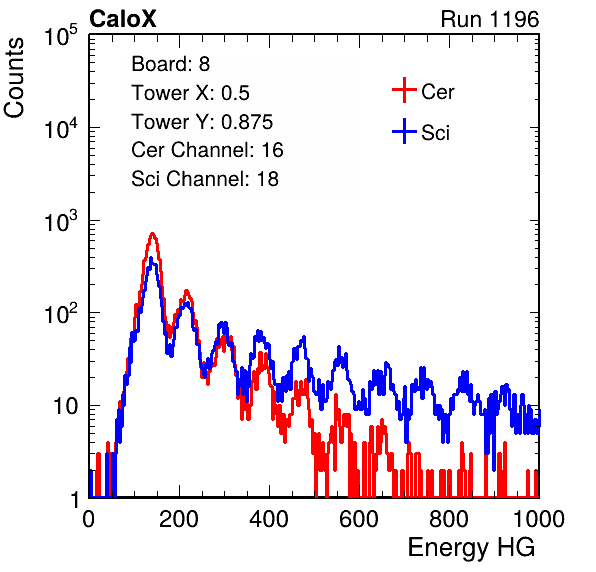 CaloX Run 1196
Counts
Board: 8
Tower X: 0.5
Tower Y: 0.875
Cer Channel: 16
Sci Channel: 18
Cer
Sci
10^5
10^4
10^3
10^2
10
1
0 200 400 600 800 1000
Energy HG